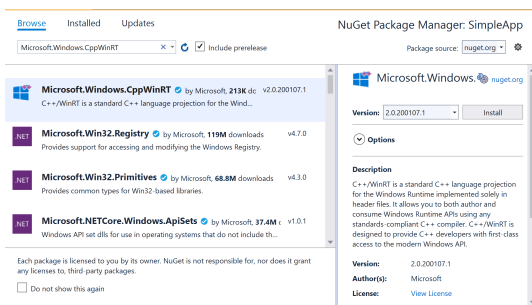 Browse Installed Updates
NuGet Package Manager: SimpleApp
Microsoft.Windows.CppWinRT
Include prerelease
Package source: nuget.org
Microsoft.Windows.CppWinRT by Microsoft, 213K dc v2.0.200107.1
C++/WinRT is a standard C++ language projection for the Wind...
.NET
Microsoft.Win32.Registry by Microsoft, 119M downloads v4.7.0
Provides support for accessing and modifying the Windows Registry.
.NET
Microsoft.Win32.Primitives by Microsoft, 68.8M downloads v4.3.0
Provides common types for Win32-based libraries.
.NET
Microsoft.NETCore.Windows.ApiSets by Microsoft, 37.4M c v1.0.1
Windows API set dlls for use in operating systems that do not include th...
Each package is licensed to you by its owner. NuGet is not responsible for, nor does it grant
any licenses to, third-party packages.
Do not show this again
Microsoft.Windows. nuget.org
Version: 2.0.200107.1 Install
Options
Description
C++/WinRT is a standard C++ language projection
for the Windows Runtime implemented solely in
header files. It allows you to both author and
consume Windows Runtime APIs using any
standards-compliant C++ compiler. C++/WinRT is
designed to provide C++ developers with first-class
access to the modern Windows API.
Version: 2.0.200107.1
Author(s): Microsoft
License: View License